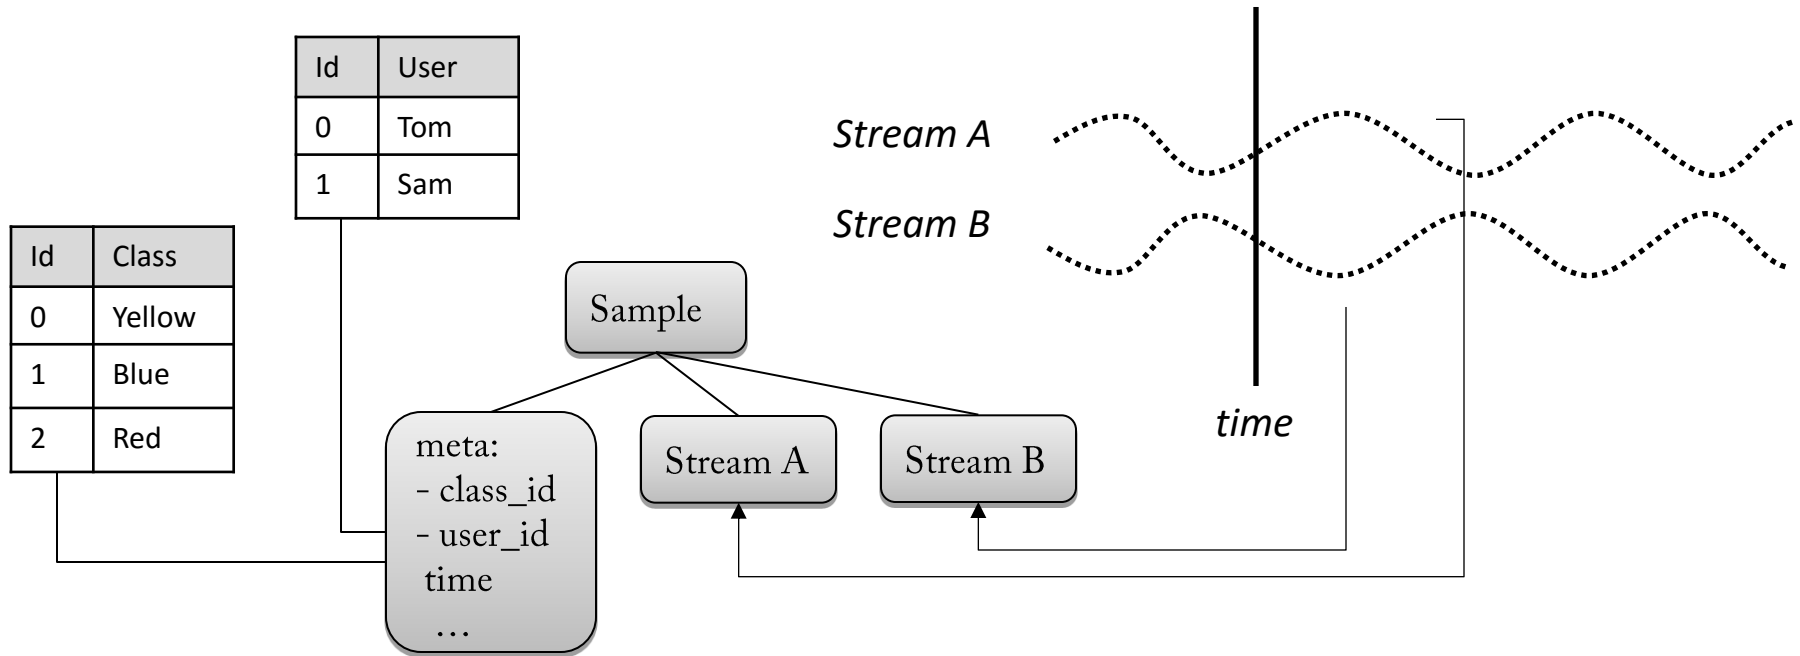 Id User
0 Tom
1 Sam
Id Class
0 Yellow
1 Blue
2 Red
Sample
meta:
- class_id
- user_id
time
...
Stream A
Stream B
Stream A
Stream B
time